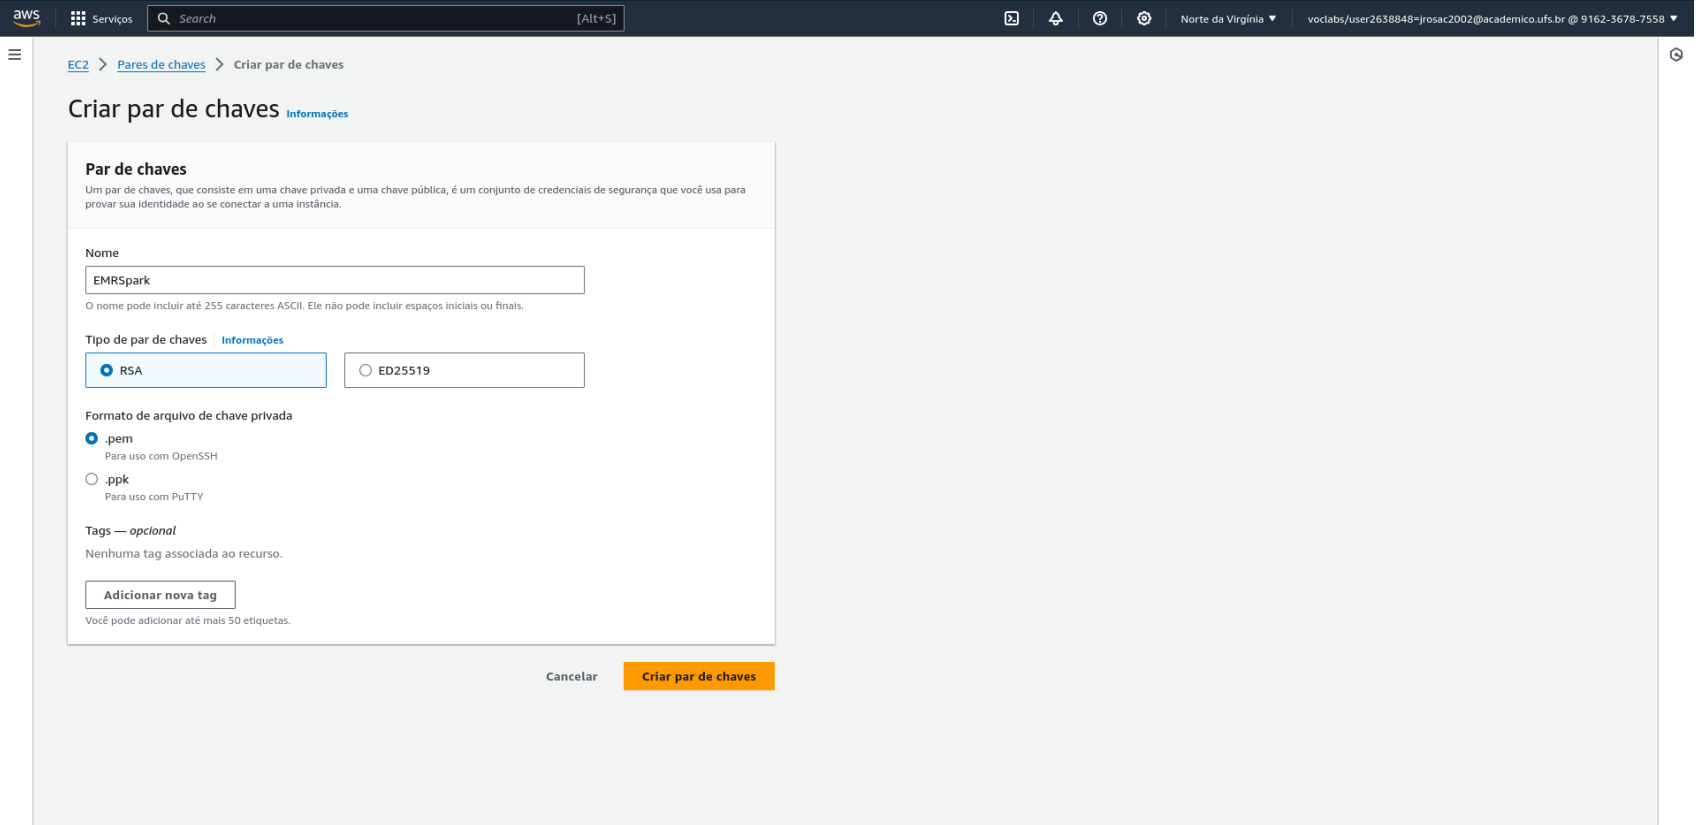 aws
Serviços
Search
[Alt+S]
Norte da Virgínia
voclabs/user2638848=jrosac2002@academico.ufs.br @ 9162-3678-7558
EC2
Pares de chaves
Criar par de chaves
Criar par de chaves
Informações
Par de chaves
Um par de chaves, que consiste em uma chave privada e uma chave pública, é um conjunto de credenciais de segurança que você usa para
provar sua identidade ao se conectar a uma instância.
Nome
EMRSpark
O nome pode incluir até 255 caracteres ASCII. Ele não pode incluir espaços iniciais ou finais.
Tipo de par de chaves
Informações
RSA
ED25519
Formato de arquivo de chave privada
.pem
Para uso com OpenSSH
.ppk
Para uso com PuTTY
Tags — opcional
Nenhuma tag associada ao recurso.
Adicionar nova tag
Você pode adicionar até mais 50 etiquetas.
Cancelar
Criar par de chaves